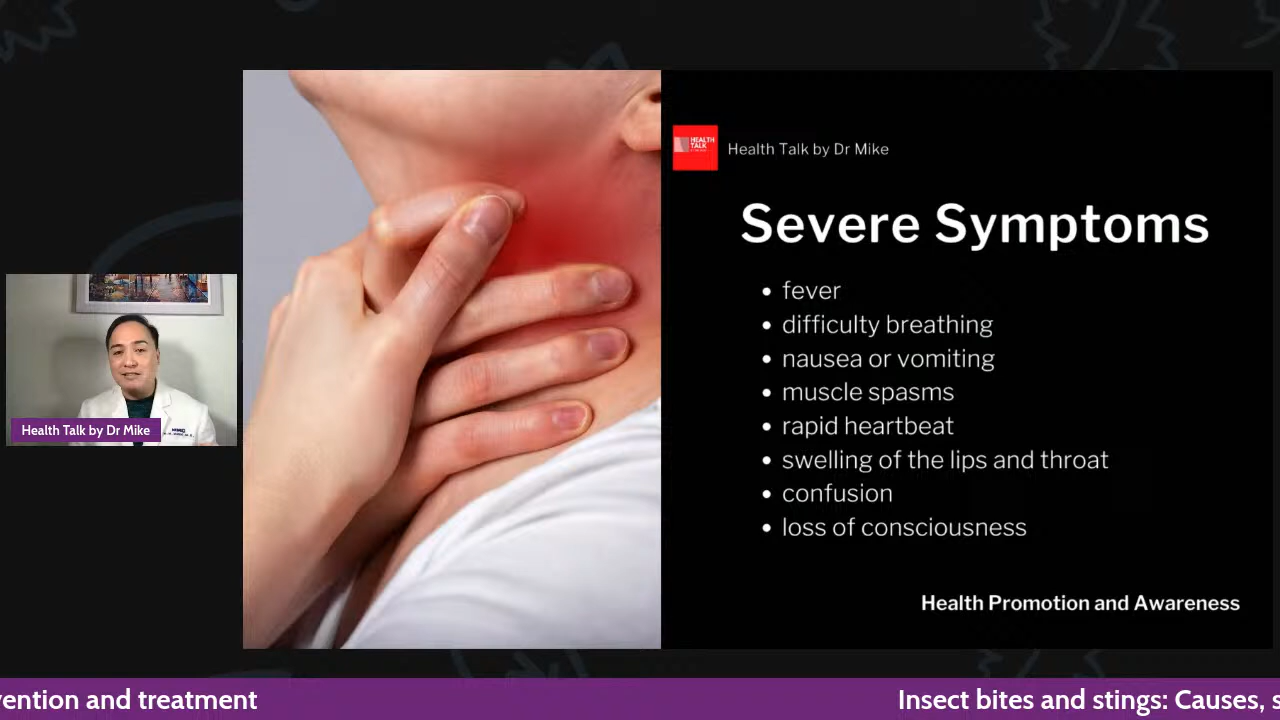 HEALTH
TALK
Health Talk by Dr Mike
Severe Symptoms
fever
difficulty breathing
nausea or vomiting
muscle spasms
rapid heartbeat
swelling of the lips and throat
confusion
loss of consciousness
Health Promotion and Awareness
Health Talk by Dr Mike
vention and treatment
Insect bites and stings: Causes, s